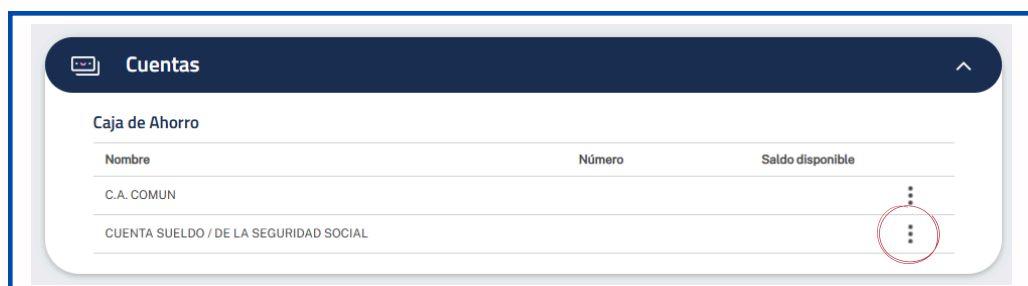 Cuentas
Caja de Ahorro
Nombre Número Saldo disponible
C.A. COMUN
CUENTA SUELDO / DE LA SEGURIDAD SOCIAL